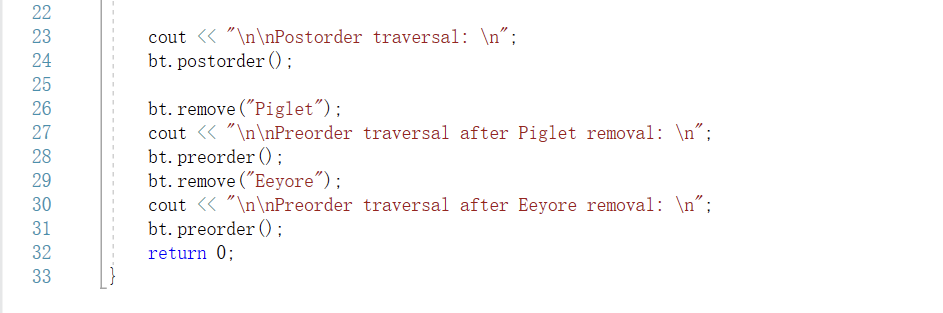 22
23 cout << "\n\nPostorder traversal: \n";
24 bt.postorder();
25
26 bt.remove("Piglet");
27 cout << "\n\nPreorder traversal after Piglet removal: \n";
28 bt.preorder();
29 bt.remove("Eeyore");
30 cout << "\n\nPreorder traversal after Eeyore removal: \n";
31 bt.preorder();
32 return 0;
33 }